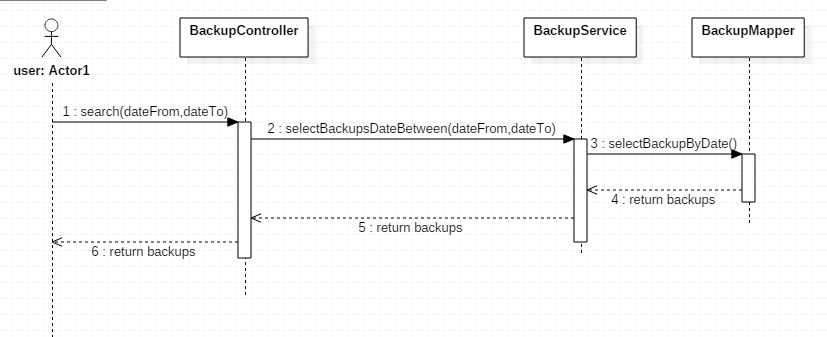 BackupController
BackupService
BackupMapper
user: Actor1
1 : search(dateFrom,dateTo)
2 : selectBackupsDateBetween(dateFrom,dateTo)
3 : selectBackupByDate()
4 : return backups
5 : return backups
6 : return backups